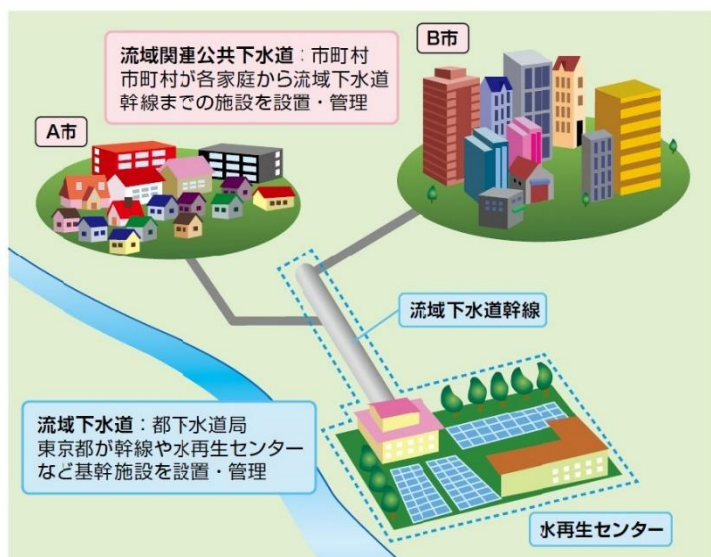 流域関連公共下水道：市町村
市町村が各家庭から流域下水道
幹線までの施設を設置・管理
B市
A市
流域下水道幹線
流域下水道：都下水道局
東京都が幹線や水再生センター
など基幹施設を設置・管理
水再生センター